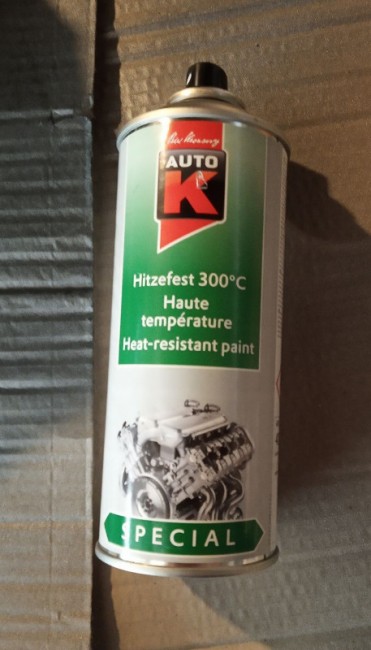 AUTO
K
Hitzefest 300°C
Haute
température
Heat-resistant paint
SPECIAL